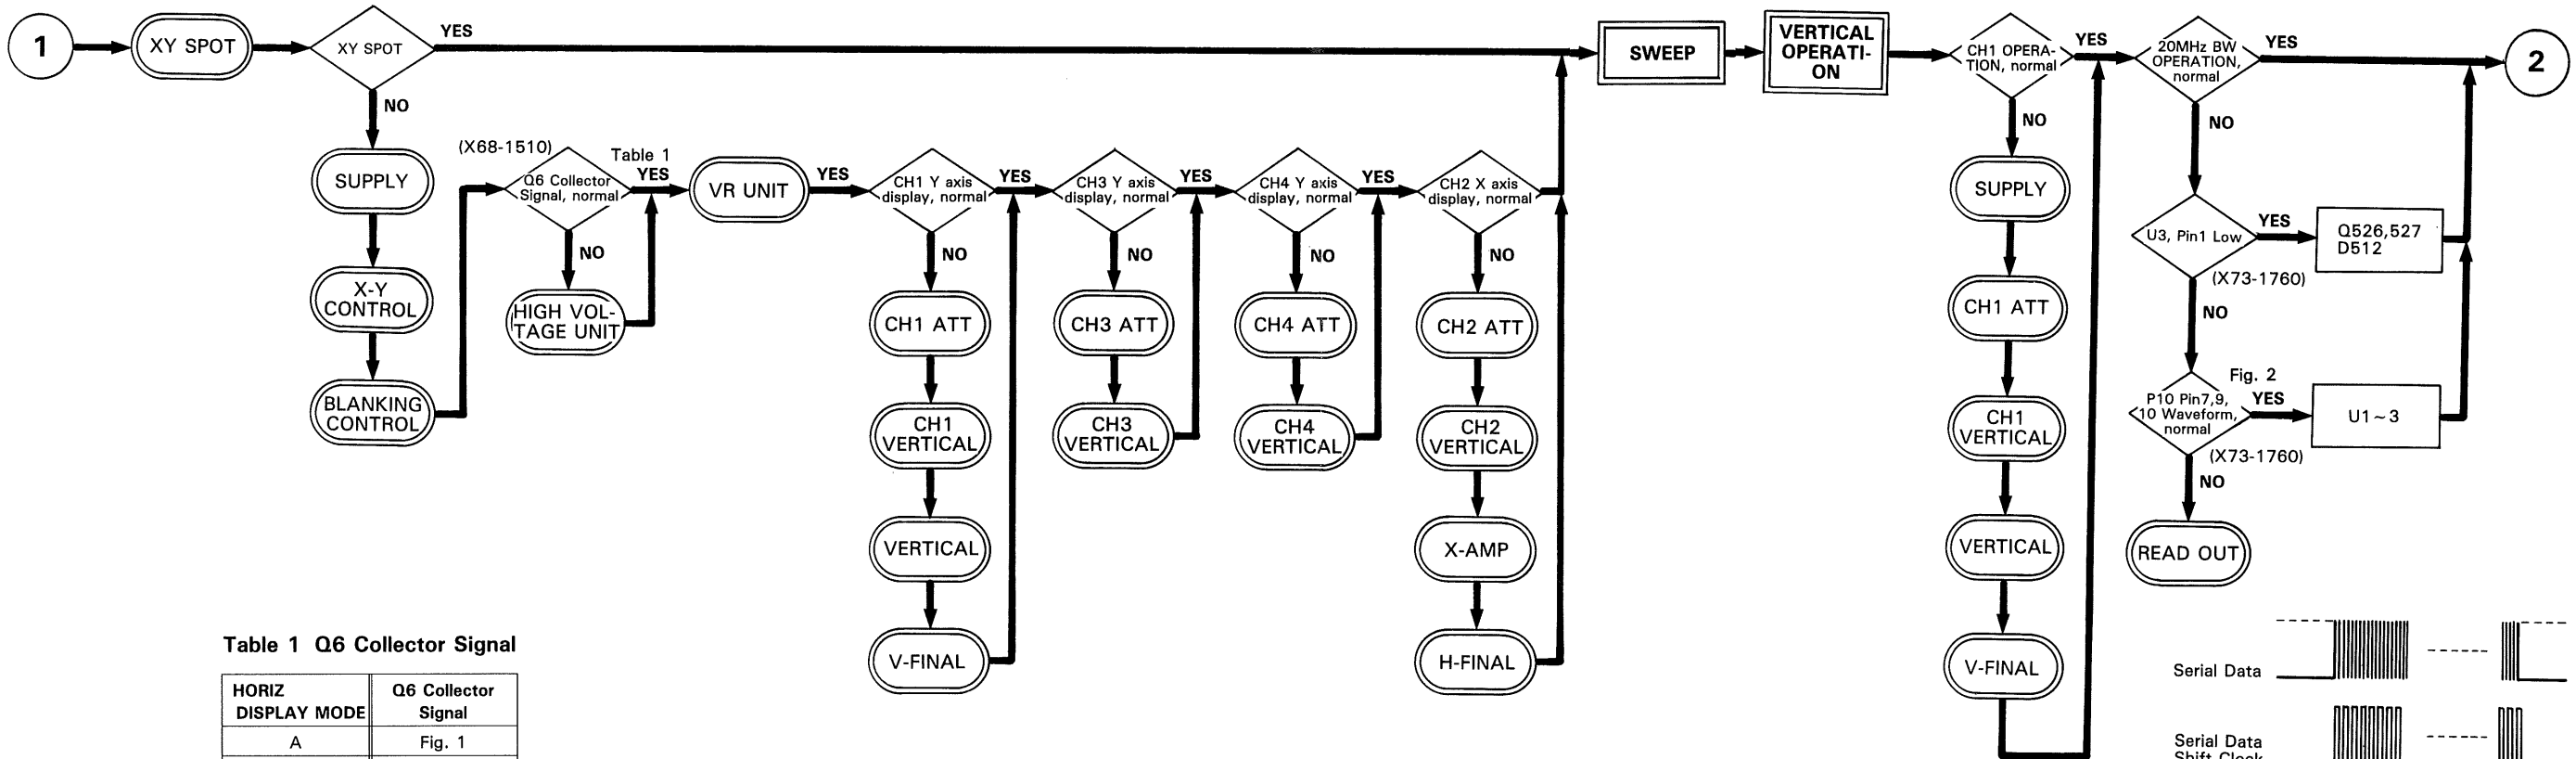 1
XY SPOT
XY SPOT
YES
NO
SUPPLY
X-Y
CONTROL
BLANKING
CONTROL
(X68-1510)
Q6 Collector
Signal, normal
Table 1
YES
NO
HIGH VOL-
TAGE UNIT
VR UNIT
YES
CH1 Y axis
display, normal
YES
NO
CH1 ATT
CH1
VERTICAL
VERTICAL
V-FINAL
CH3 Y axis
display, normal
YES
NO
CH3 ATT
CH3
VERTICAL
CH4 Y axis
display, normal
YES
NO
CH4 ATT
CH4
VERTICAL
CH2 X axis
display, normal
NO
CH2 ATT
CH2
VERTICAL
X-AMP
H-FINAL
SWEEP
VERTICAL
OPERATI-
ON
CH1 OPERA-
TION, normal
YES
NO
SUPPLY
CH1 ATT
CH1
VERTICAL
VERTICAL
V-FINAL
20MHz BW
OPERATION,
normal
YES
NO
U3, Pin1 Low
YES
(X73-1760)
NO
Q526,527
D512
P10 Pin7,9,
10 Waveform,
normal
Fig. 2
YES
(X73-1760)
NO
U1~3
READ OUT
2
Table 1 Q6 Collector Signal
HORIZ
DISPLAY MODE
Q6 Collector
Signal
A
Fig. 1
Serial Data
Serial Data
Shift Clock